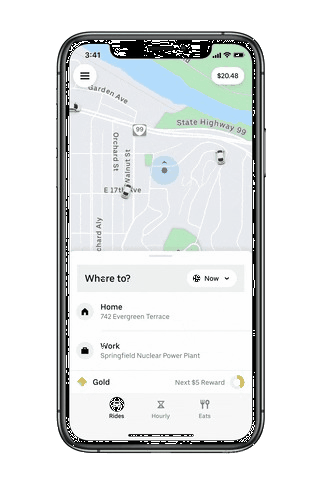 3:41
$20.48
Garden Ave
State Highway 99
99
Orchard St
Walnut St
E 17th Ave
chard Aly
Where to?
Now
Home
742 Evergreen Terrace
Work
Springfield Nuclear Power Plant
Gold
Next $5 Reward
Rides
Hourly
Eats